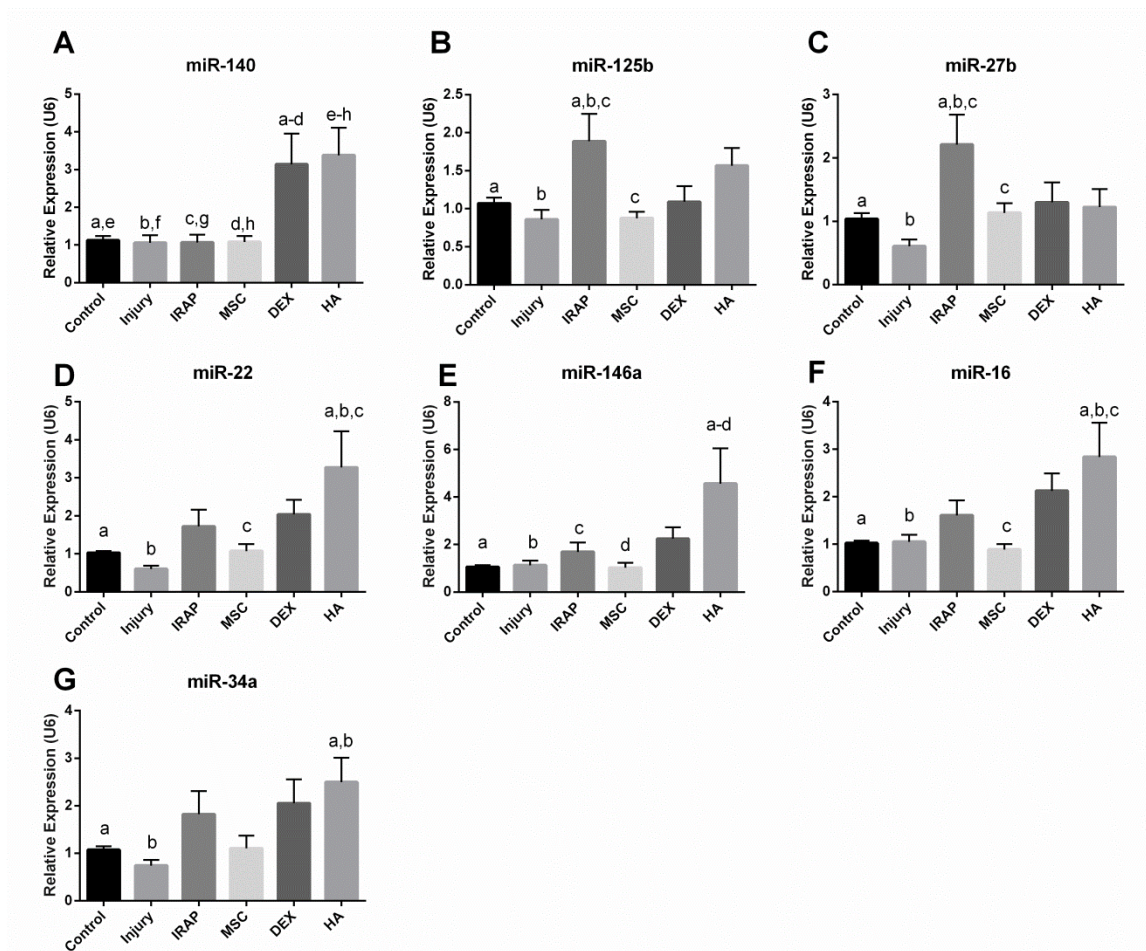 A
miR-140
Relative Expression (U6)
5
4
3
2
1
0
a,e
b,f
c,g
d,h
a-d
e-h
Control
Injury
IRAP
MSC
DEX
HA
B
miR-125b
Relative Expression (U6)
2.5
2.0
1.5
1.0
0.5
0.0
a
b
a,b,c
c
Control
Injury
IRAP
MSC
DEX
HA
C
miR-27b
Relative Expression (U6)
3
2
1
0
a
b
a,b,c
c
Control
Injury
IRAP
MSC
DEX
HA
D
miR-22
Relative Expression (U6)
5
4
3
2
1
0
a
b
c
a,b,c
Control
Injury
IRAP
MSC
DEX
HA
E
miR-146a
Relative Expression (U6)
8
6
4
2
0
a
b
c
d
a-d
Control
Injury
IRAP
MSC
DEX
HA
F
miR-16
Relative Expression (U6)
4
3
2
1
0
a
b
c
a,b,c
Control
Injury
IRAP
MSC
DEX
HA
G
miR-34a
Relative Expression (U6)
4
3
2
1
0
a
b
a,b
Control
Injury
IRAP
MSC
DEX
HA